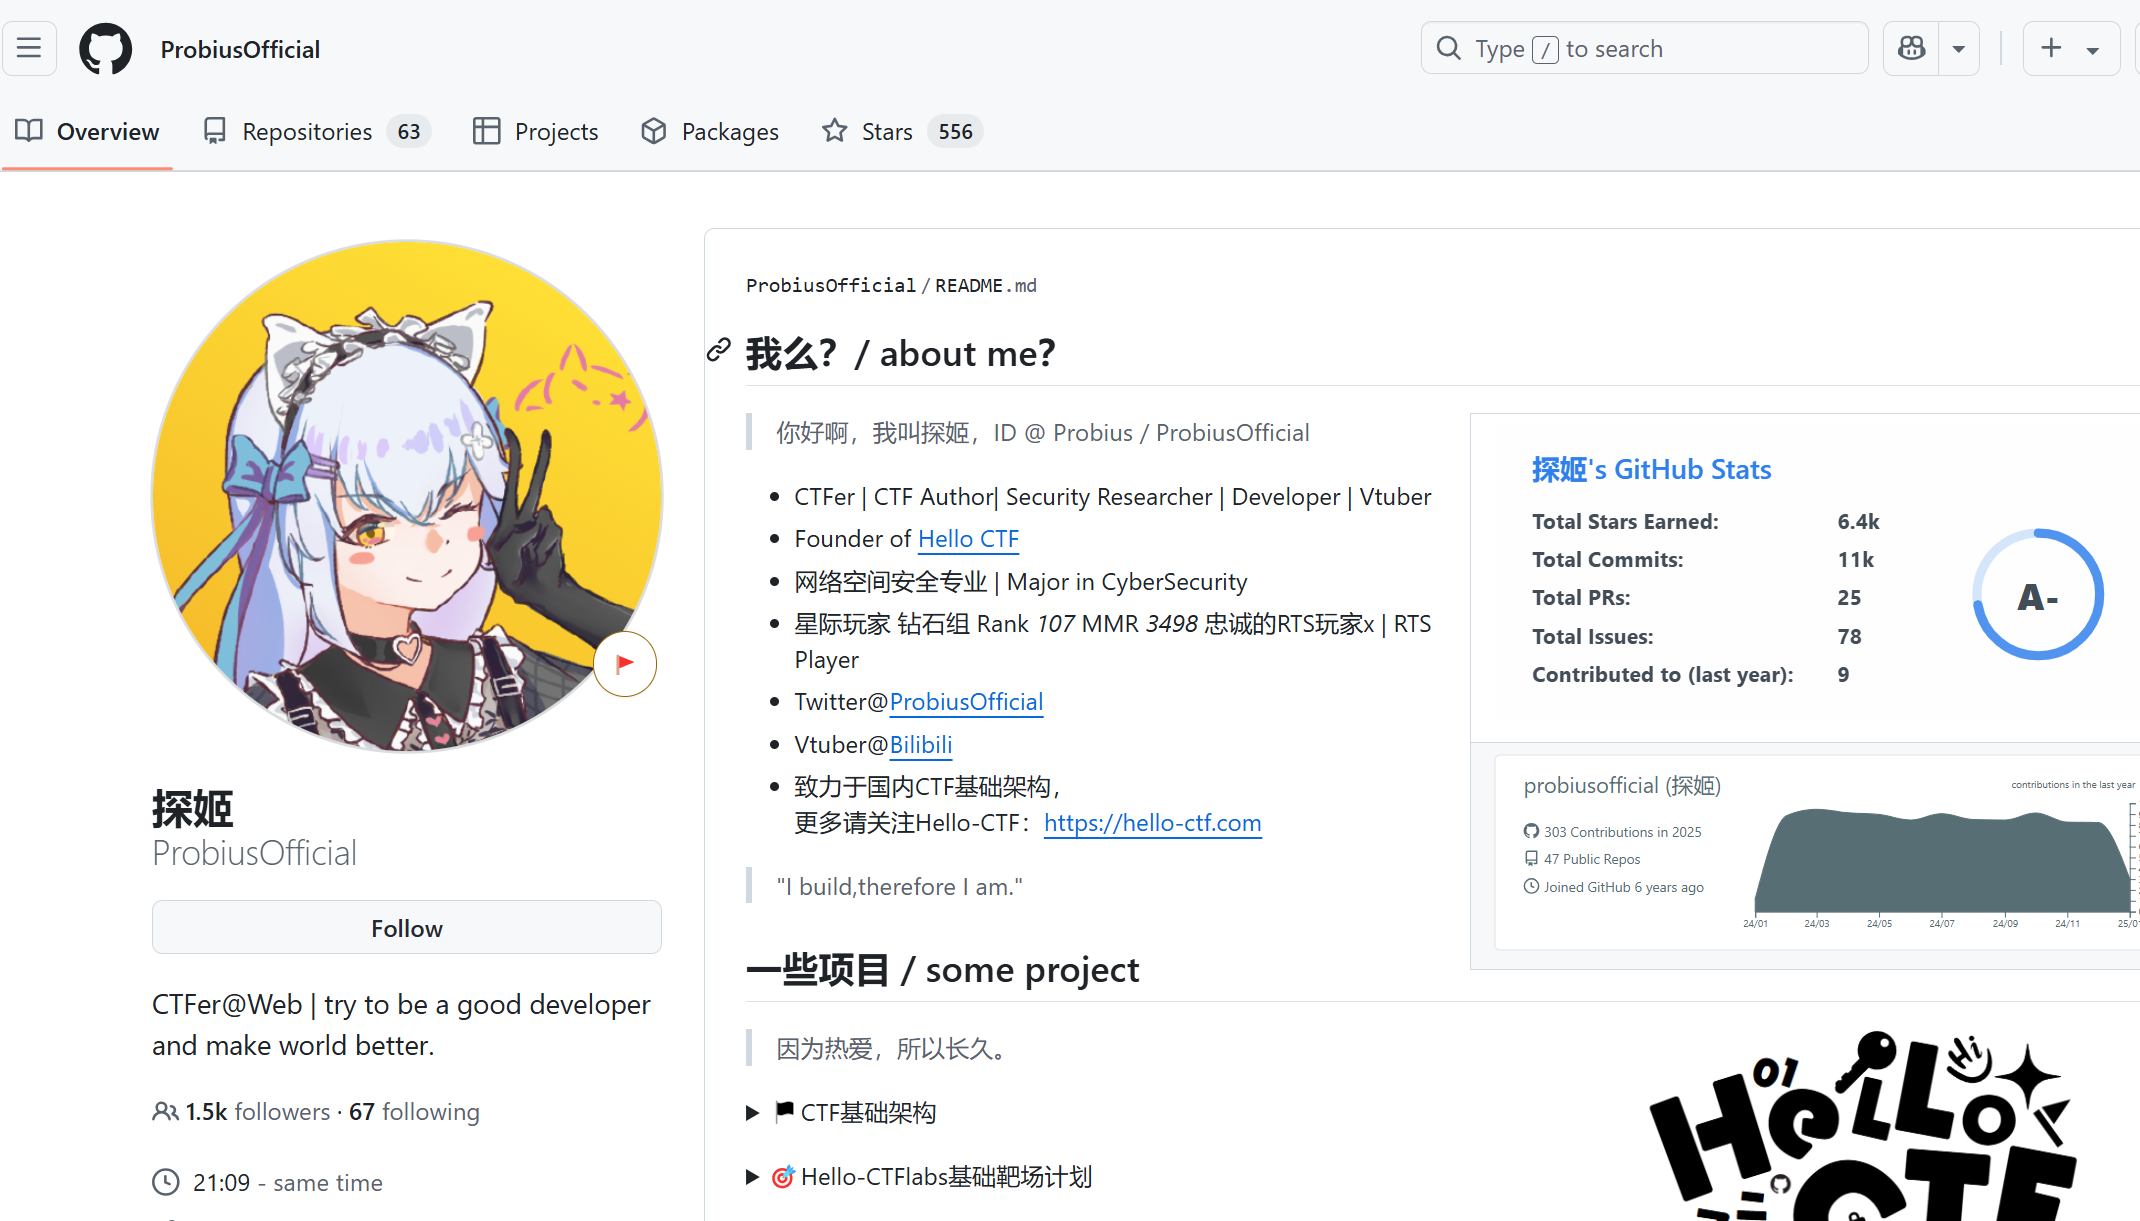 ProbiusOfficial
Type / to search
Overview
Repositories 63
Projects
Packages
Stars 556
探姬
ProbiusOfficial
Follow
CTFer@Web | try to be a good developer
and make world better.
1.5k followers · 67 following
21:09 - same time
ProbiusOfficial/README.md
我么？/ about me?
你好啊，我叫探姬，ID @ Probius / ProbiusOfficial
CTFer | CTF Author| Security Researcher | Developer | Vtuber
Founder of Hello CTF
网络空间安全专业 | Major in CyberSecurity
星际玩家 钻石组 Rank 107 MMR 3498 忠诚的RTS玩家x | RTS
Player
Twitter@ProbiusOfficial
Vtuber@Bilibili
致力于国内CTF基础架构，
更多请关注Hello-CTF：https://hello-ctf.com
"I build,therefore I am."
探姬's GitHub Stats
Total Stars Earned: 6.4k
Total Commits: 11k
Total PRs: 25
Total Issues: 78
Contributed to (last year): 9
A-
probiusofficial (探姬)
contributions in the last year
303 Contributions in 2025
47 Public Repos
Joined GitHub 6 years ago
24/01 24/03 24/05 24/07 24/09 24/11
一些项目 / some project
因为热爱，所以长久。
CTF基础架构
Hello-CTFlabs基础靶场计划
01
Hi
HeLLo
CTF